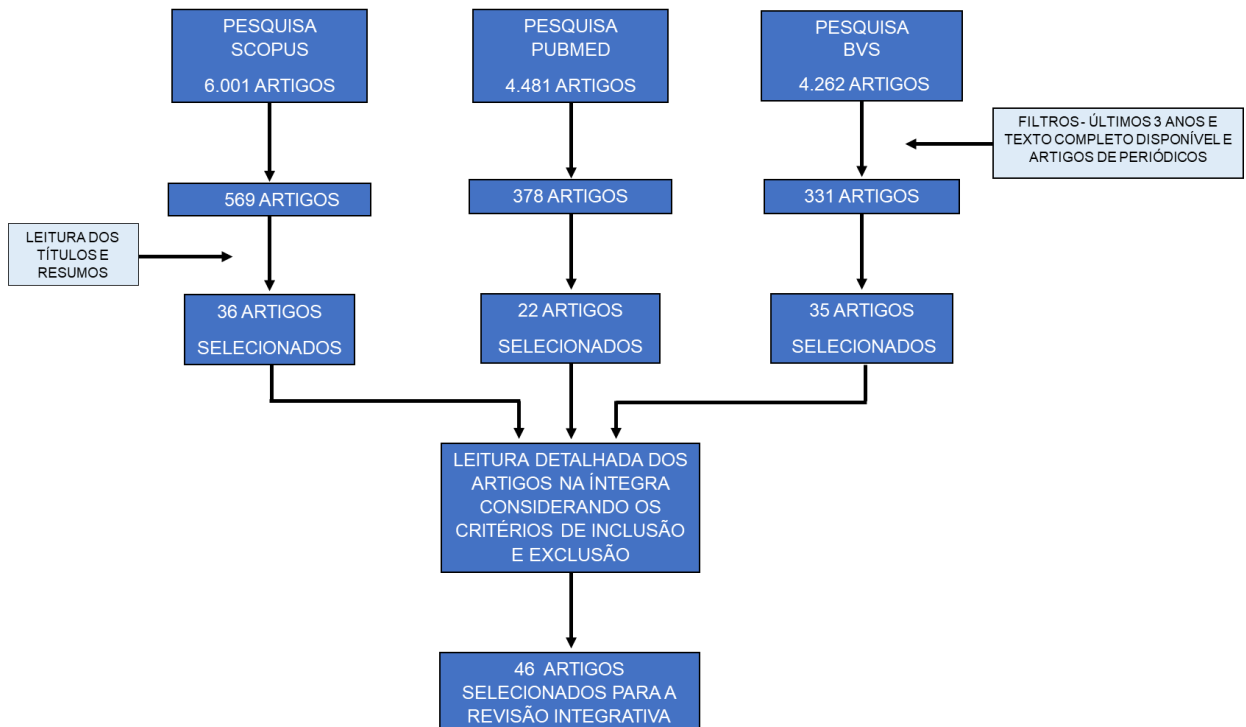 PESQUISA
SCOPUS
6.001 ARTIGOS
PESQUISA
PUBMED
4.481 ARTIGOS
PESQUISA
BVS
4.262 ARTIGOS
FILTROS - ÚLTIMOS 3 ANOS E
TEXTO COMPLETO DISPONÍVEL E
ARTIGOS DE PERIÓDICOS
569 ARTIGOS
378 ARTIGOS
331 ARTIGOS
LEITURA DOS
TÍTULOS E
RESUMOS
36 ARTIGOS
SELECIONADOS
22 ARTIGOS
SELECIONADOS
35 ARTIGOS
SELECIONADOS
LEITURA DETALHADA DOS
ARTIGOS NA ÍNTEGRA
CONSIDERANDO OS
CRITÉRIOS DE INCLUSÃO
E EXCLUSÃO
46 ARTIGOS
SELECIONADOS PARA A
REVISÃO INTEGRATIVA